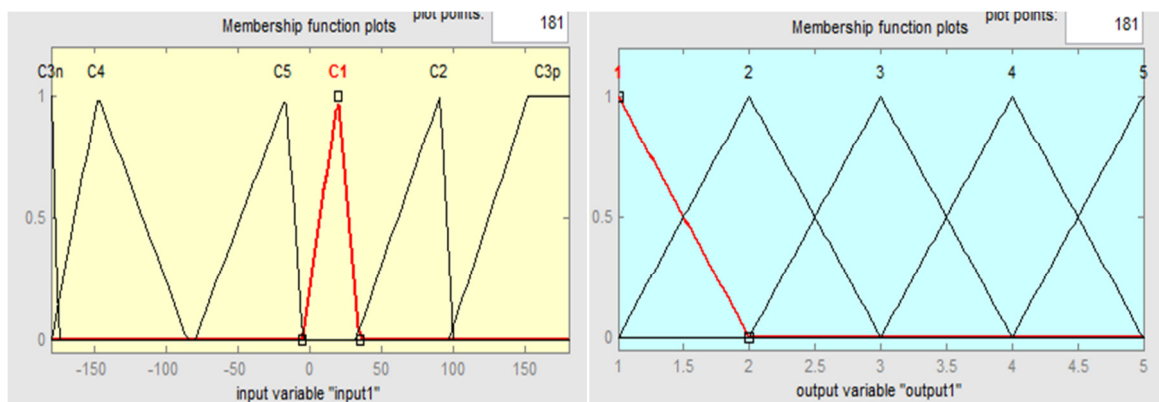 Membership function plots
plot points:
181
C3n C4 C5 C1 C2 C3p
1
0.5
0
-150 -100 -50 0 50 100 150
input variable "input1"
Membership function plots
plot points:
181
1 2 3 4 5
1
0.5
0
1 1.5 2 2.5 3 3.5 4 4.5 5
output variable "output1"